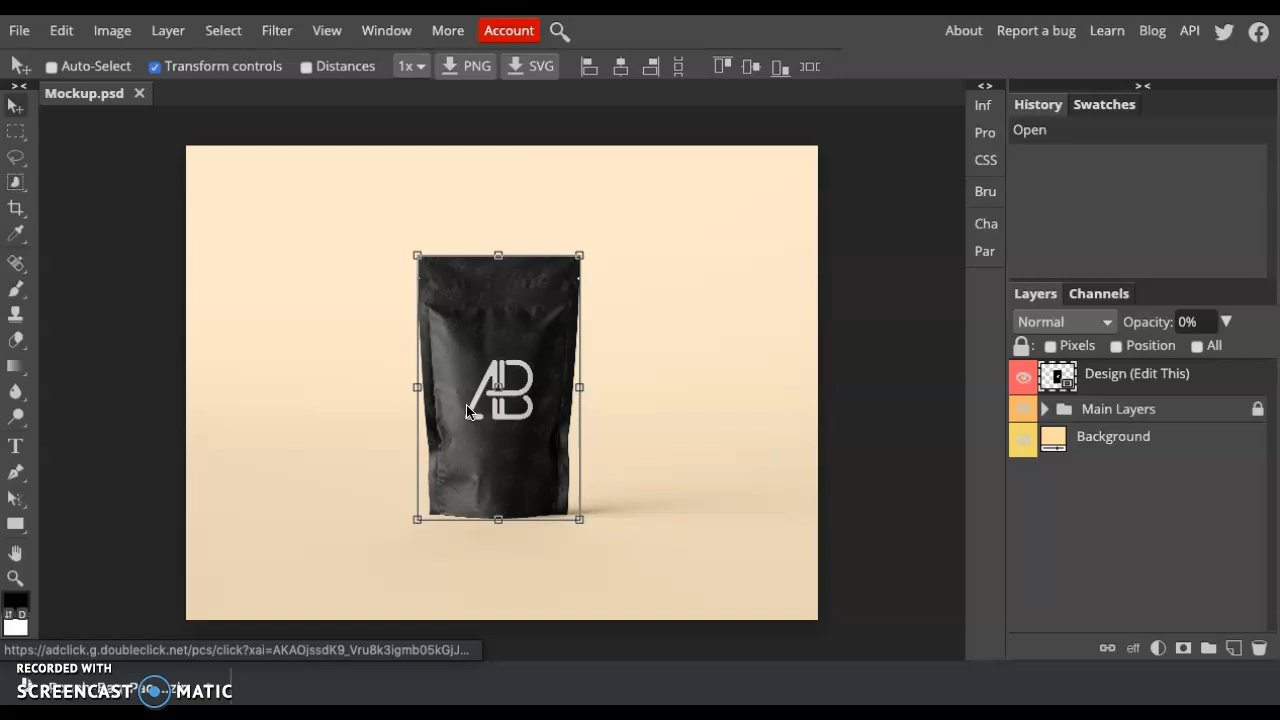 File Edit Image Layer Select Filter View Window More Account About Report a bug Learn Blog API
Auto-Select Transform controls Distances 1x PNG SVG
> < < > > <
Mockup.psd
Inf
Pro
CSS
Bru
Cha
Par
History Swatches
Open
AB
Layers Channels
Normal Opacity: 0%
: Pixels Position All
Design (Edit This)
Main Layers
Background
T
D
eff
https://adclick.g.doubleclick.net/pcs/click?xai=AKAOjssdK9_Vru8k3igmb05kGjJ...
RECORDED WITH
SCREENCAST MATIC